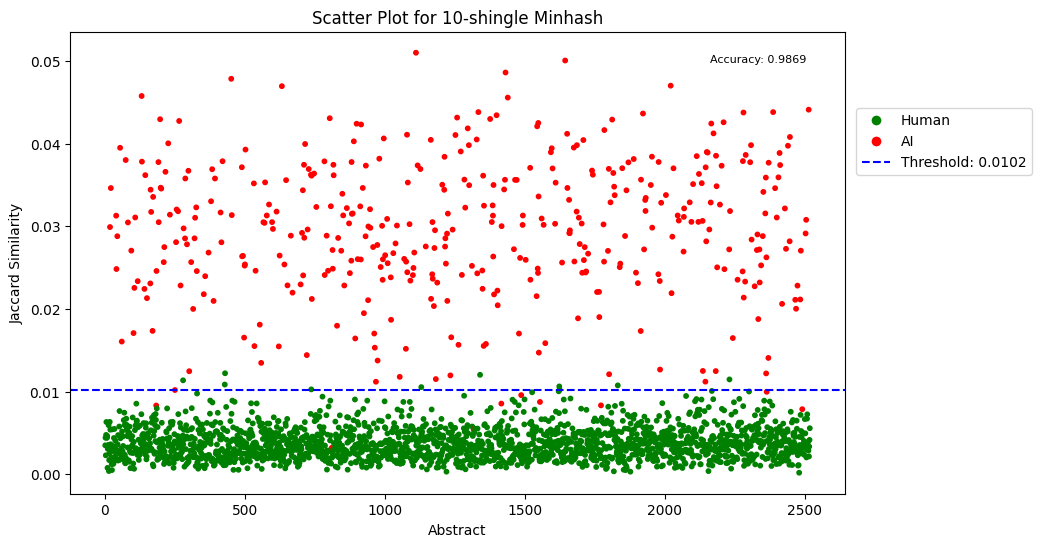 Scatter Plot for 10-shingle Minhash
Accuracy: 0.9869
Human
AI
Threshold: 0.0102
Jaccard Similarity
0.05
0.04
0.03
0.02
0.01
0.00
0
500
1000
1500
2000
2500
Abstract